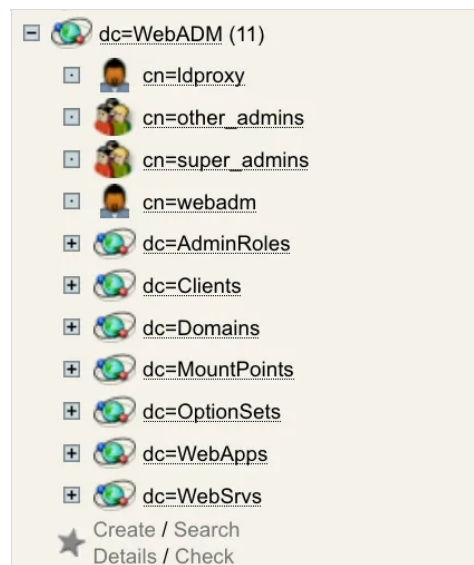 dc=WebADM (11)
cn=ldproxy
cn=other_admins
cn=super_admins
cn=webadm
dc=AdminRoles
dc=Clients
dc=Domains
dc=MountPoints
dc=OptionSets
dc=WebApps
dc=WebSrvs
Create / Search
Details / Check